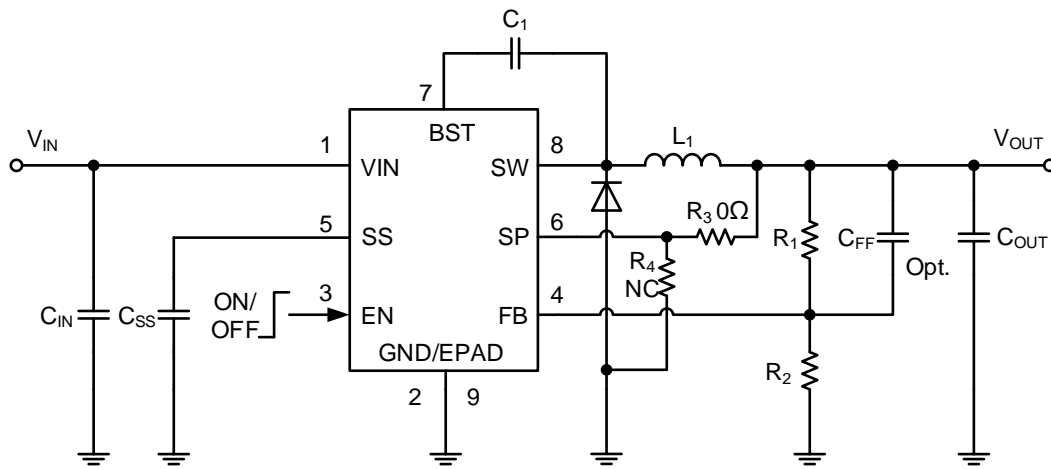 C1
7
BST
VIN
1
VIN
SW
8
L1
VOUT
5
SS
SP
6
R3 0Ω
R4
NC
R1
CFF
Opt.
COUT
CIN
CSS
ON/
OFF
3
EN
FB
4
GND/EPAD
2
9
R2